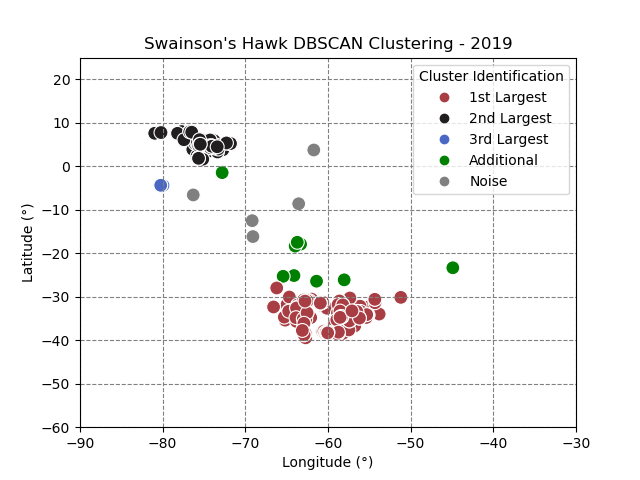 Swainson's Hawk DBSCAN Clustering - 2019
Cluster Identification
1st Largest
2nd Largest
3rd Largest
Additional
Noise
Latitude (°)
20
10
0
−10
−20
−30
−40
−50
−60
−90 −80 −70 −60 −50 −40 −30
Longitude (°)